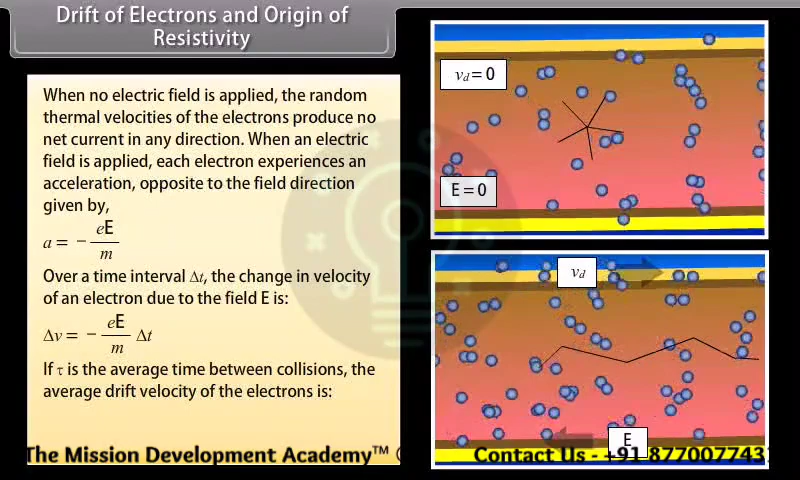 Drift of Electrons and Origin of
Resistivity
When no electric field is applied, the random
thermal velocities of the electrons produce no
net current in any direction. When an electric
field is applied, each electron experiences an
acceleration, opposite to the field direction
given by,
a = − eE/m
Over a time interval Δt, the change in velocity
of an electron due to the field E is:
Δv = − eE/m Δt
If τ is the average time between collisions, the
average drift velocity of the electrons is:
v_d = 0
E = 0
v_d
E
The Mission Development Academy™ ©
Contact Us - +91 877007743